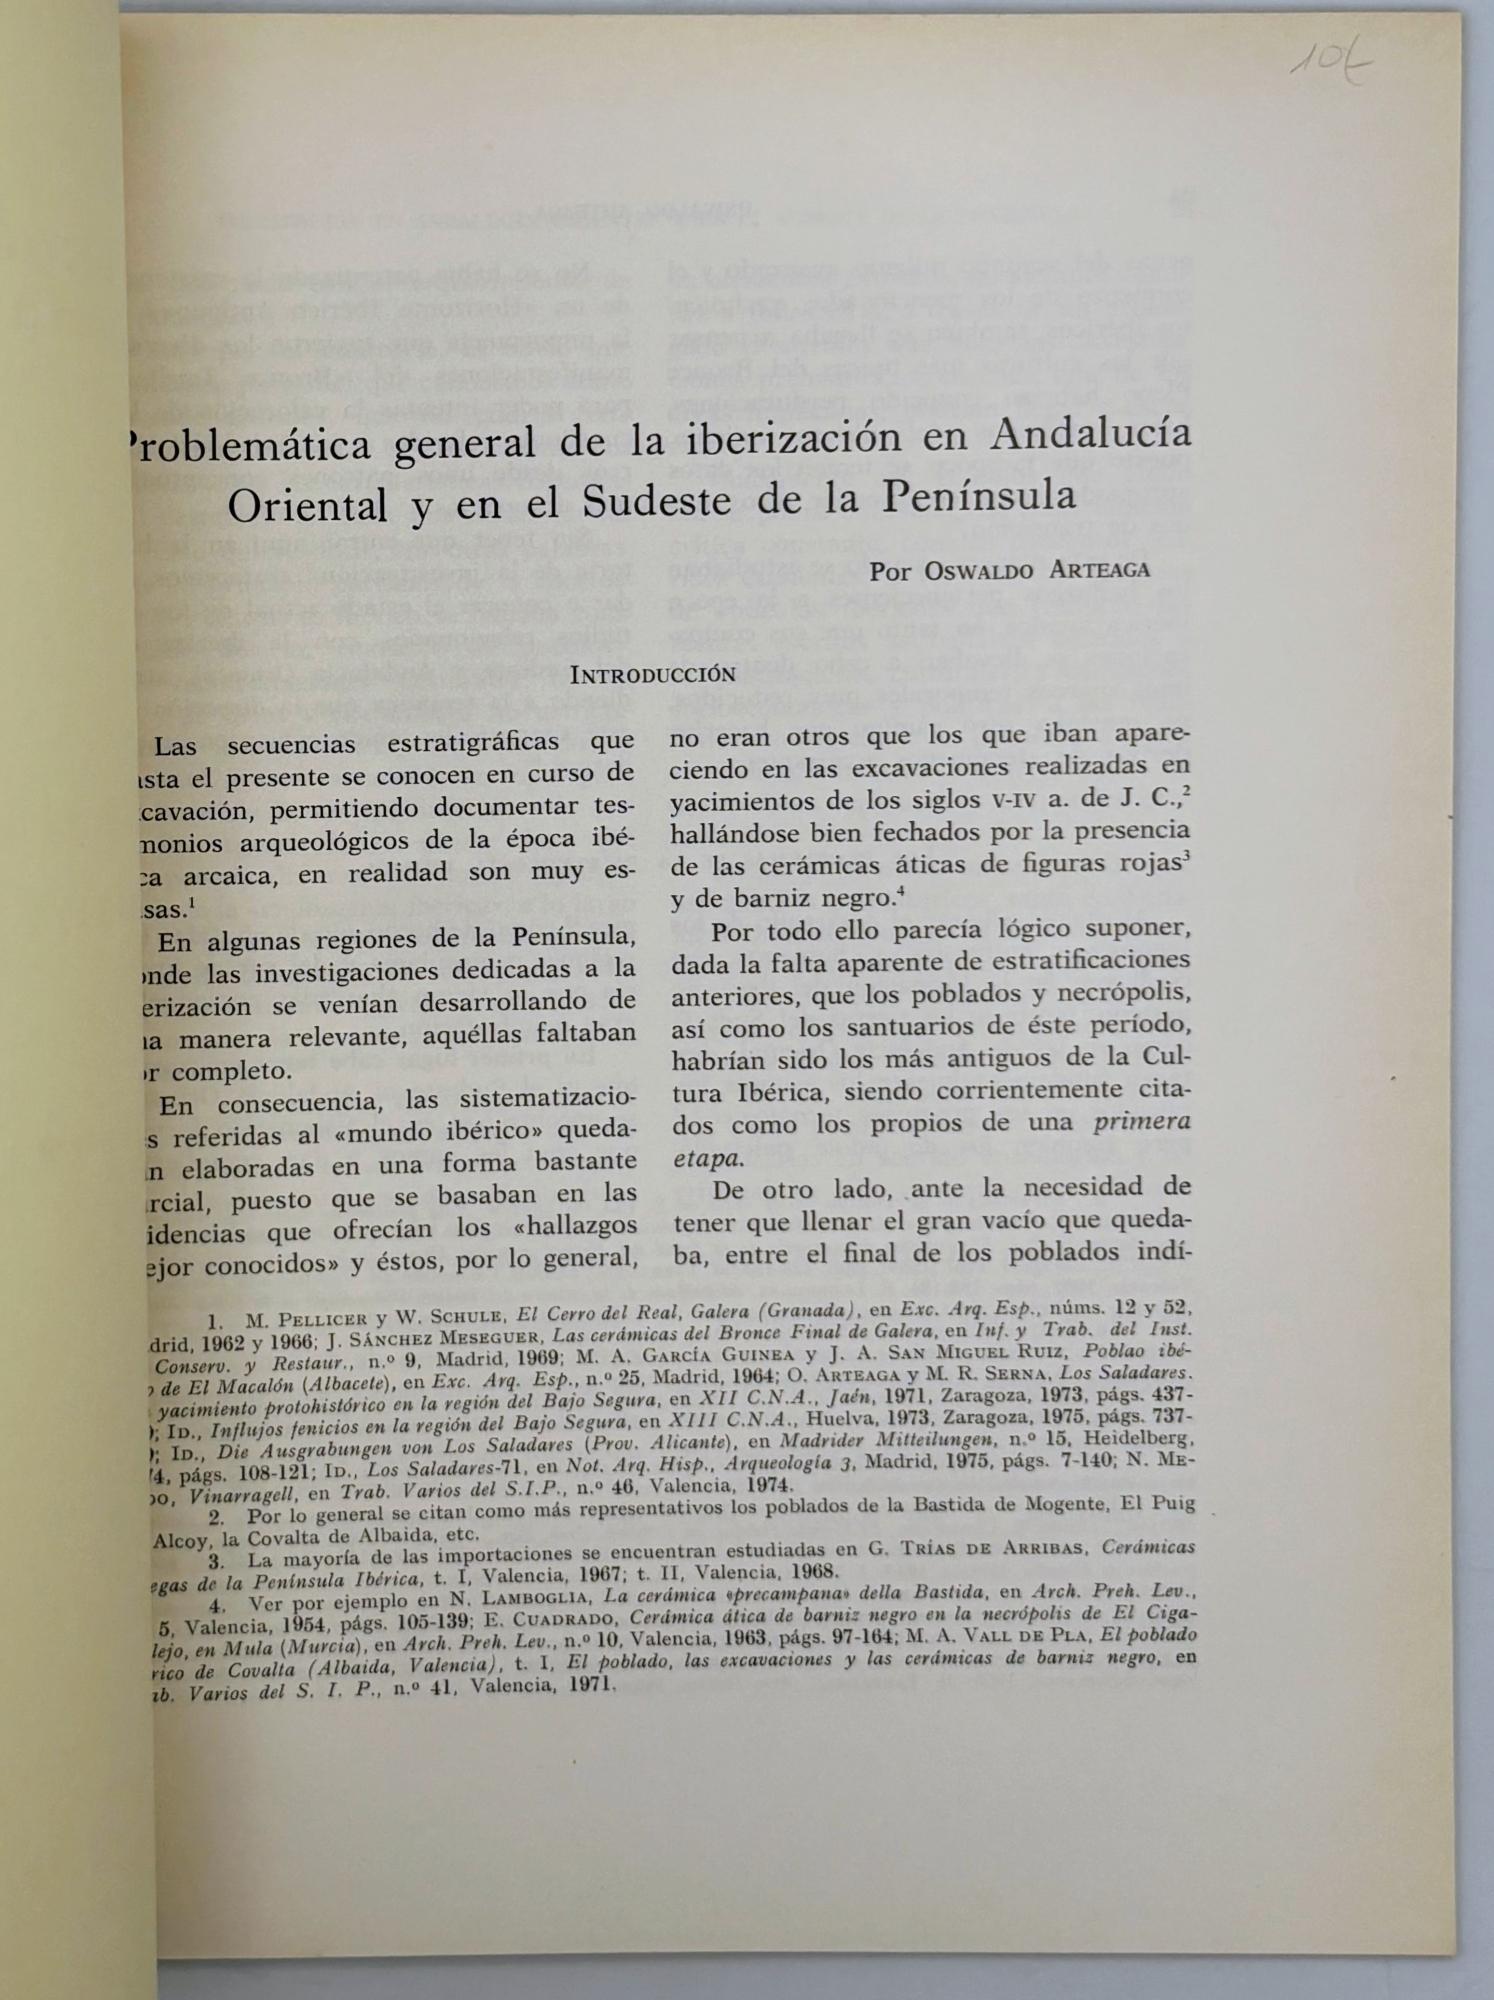 10€
Problemática general de la iberización en Andalucía
Oriental y en el Sudeste de la Península
Por Oswaldo Arteaga
Introducción
Las secuencias estratigráficas que
asta el presente se conocen en curso de
cavación, permitiendo documentar tes-
monios arqueológicos de la época ibé-
ca arcaica, en realidad son muy es-
sas.1
En algunas regiones de la Península,
onde las investigaciones dedicadas a la
erización se venían desarrollando de
na manera relevante, aquéllas faltaban
or completo.
En consecuencia, las sistematizacio-
s referidas al «mundo ibérico» queda-
n elaboradas en una forma bastante
rcial, puesto que se basaban en las
idencias que ofrecían los «hallazgos
ejor conocidos» y éstos, por lo general,
no eran otros que los que iban apare-
ciendo en las excavaciones realizadas en
yacimientos de los siglos V-IV a. de J. C.,2
hallándose bien fechados por la presencia
de las cerámicas áticas de figuras rojas3
y de barniz negro.4
Por todo ello parecía lógico suponer,
dada la falta aparente de estratificaciones
anteriores, que los poblados y necrópolis,
así como los santuarios de éste período,
habrían sido los más antiguos de la Cul-
tura Ibérica, siendo corrientemente cita-
dos como los propios de una primera
etapa.
De otro lado, ante la necesidad de
tener que llenar el gran vacío que queda-
ba, entre el final de los poblados indí-
1. M. Pellicer y W. Schule, El Cerro del Real, Galera (Granada), en Exc. Arq. Esp., núms. 12 y 52,
drid, 1962 y 1966; J. Sánchez Meseguer, Las cerámicas del Bronce Final de Galera, en Inf. y Trab. del Inst.
Conserv. y Restaur., n.º 9, Madrid, 1969; M. A. García Guinea y J. A. San Miguel Ruiz, Poblao ibé-
o de El Macalón (Albacete), en Exc. Arq. Esp., n.º 25, Madrid, 1964; O. Arteaga y M. R. Serna, Los Saladares.
yacimiento protohistórico en la región del Bajo Segura, en XII C.N.A., Jaén, 1971, Zaragoza, 1973, págs. 437-
); Id., Influjos fenicios en la región del Bajo Segura, en XIII C.N.A., Huelva, 1973, Zaragoza, 1975, págs. 737-
); Id., Die Ausgrabungen von Los Saladares (Prov. Alicante), en Madrider Mitteilungen, n.º 15, Heidelberg,
74, págs. 108-121; Id., Los Saladares-71, en Not. Arq. Hisp., Arqueología 3, Madrid, 1975, págs. 7-140; N. Me-
do, Vinarragell, en Trab. Varios del S.I.P., n.º 46, Valencia, 1974.
2. Por lo general se citan como más representativos los poblados de la Bastida de Mogente, El Puig
Alcoy, la Covalta de Albaida, etc.
3. La mayoría de las importaciones se encuentran estudiadas en G. Trías de Arribas, Cerámicas
egas de la Península Ibérica, t. I, Valencia, 1967; t. II, Valencia, 1968.
4. Ver por ejemplo en N. Lamboglia, La cerámica «precampana» della Bastida, en Arch. Preh. Lev.,
5, Valencia, 1954, págs. 105-139; E. Cuadrado, Cerámica ática de barniz negro en la necrópolis de El Ciga-
lejo, en Mula (Murcia), en Arch. Preh. Lev., n.º 10, Valencia, 1963, págs. 97-164; M. A. Vall de Pla, El poblado
rico de Covalta (Albaida, Valencia), t. I, El poblado, las excavaciones y las cerámicas de barniz negro, en
ab. Varios del S. I. P., n.º 41, Valencia, 1971.